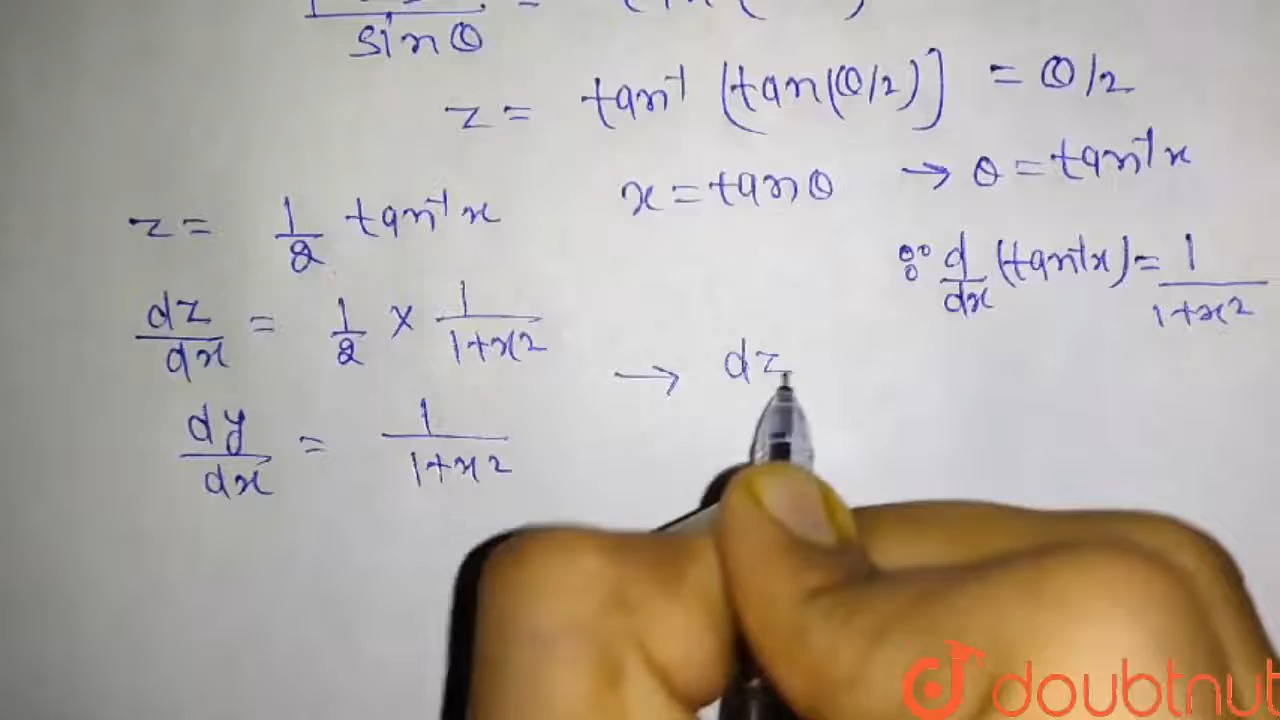 sinθ
z = tan⁻¹ (tan(θ/2)] = θ/2
x = tanθ → θ = tan⁻¹x
z = 1/2 tan⁻¹x
∵ d/dx (tan⁻¹x) = 1/1+x²
dz/dx = 1/2 × 1/1+x²
→ dz
dy/dx = 1/1+x²
doubtnut